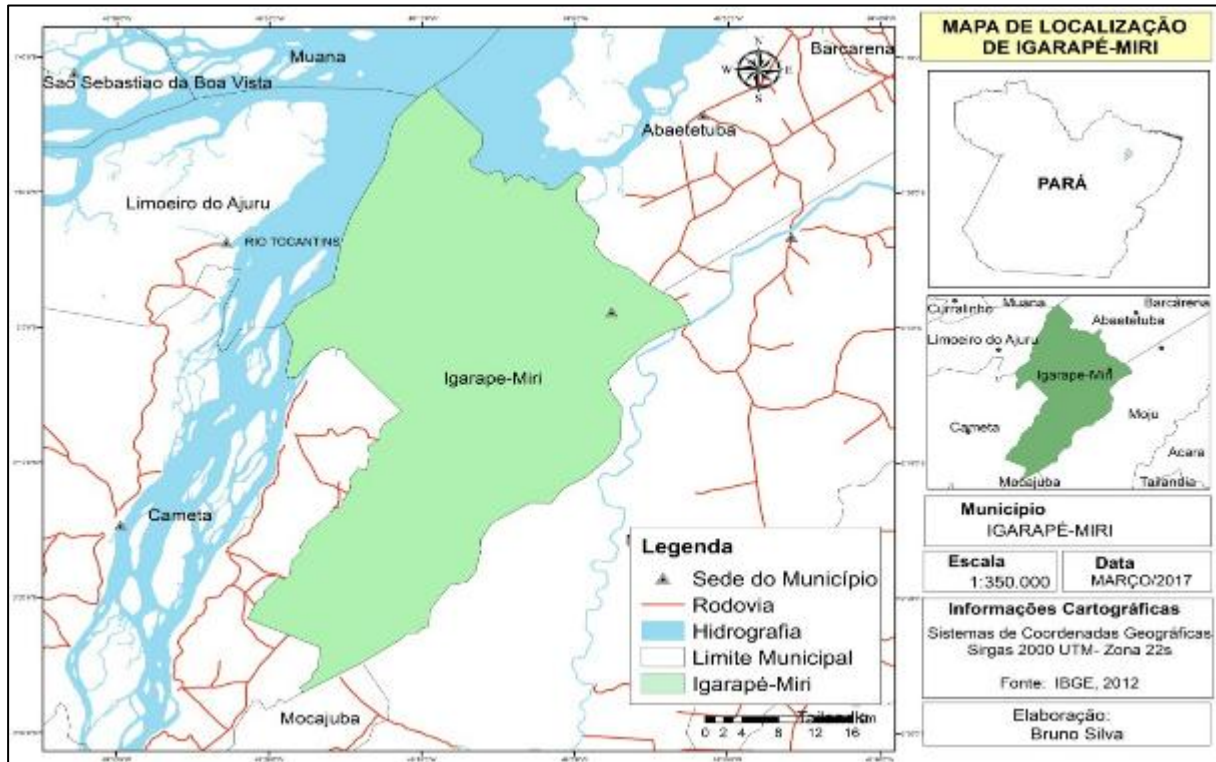 Muana
Sao Sebastiao da Boa Vista
Barcarena
N
W E
S
Abaetetuba
Limoeiro do Ajuru
RIO TOCANTINS
Igarape-Miri
Cameta
Mocajuba
Tailandia
Legenda
Sede do Município
Rodovia
Hidrografia
Limite Municipal
Igarapé-Miri
0 2 4 8 12 16
Km
MAPA DE LOCALIZAÇÃO
DE IGARAPÉ-MIRI
PARÁ
Curralinho
Muana
Barcarena
Abaetetuba
Limoeiro do Ajuru
Igarape-Miri
Cameta
Moju
Acara
Mocajuba
Tailandia
Município
IGARAPÉ-MIRI
Escala
1:350.000
Data
MARÇO/2017
Informações Cartográficas
Sistemas de Coordenadas Geográficas
Sirgas 2000 UTM- Zona 22s
Fonte: IBGE, 2012
Elaboração:
Bruno Silva